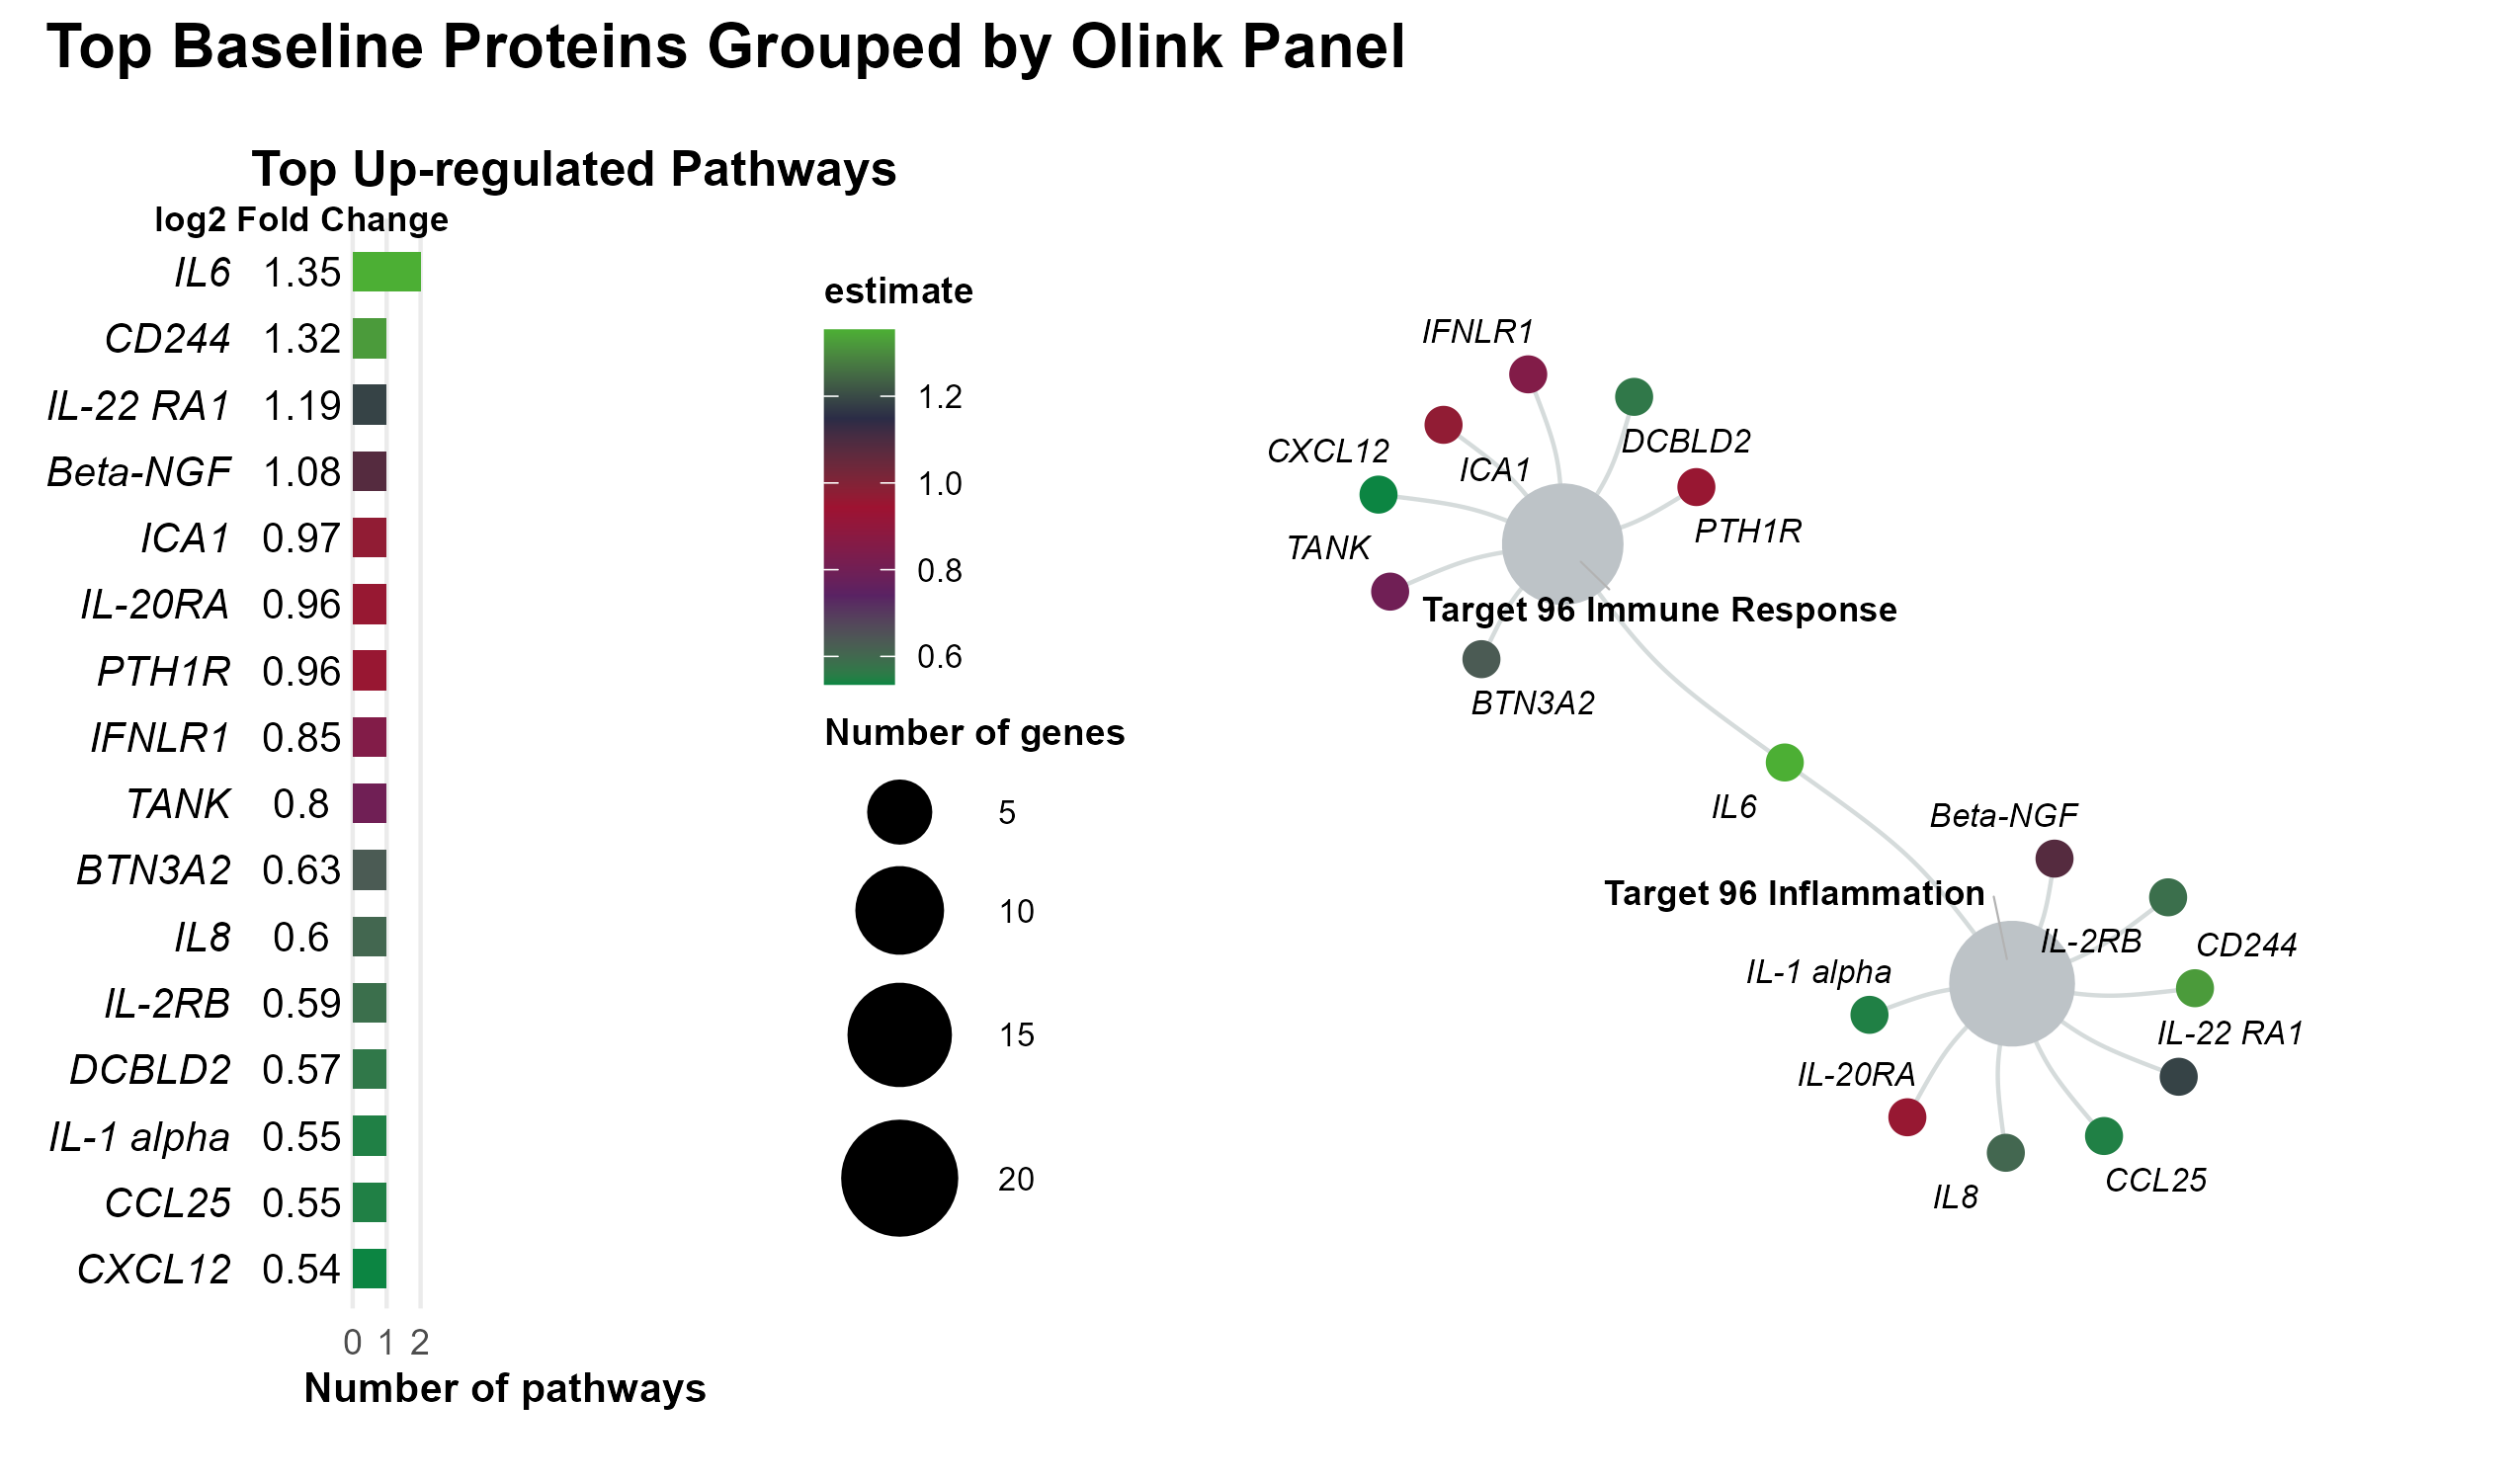 Top Baseline Proteins Grouped by Olink Panel
Top Up-regulated Pathways
log2 Fold Change
IL6 1.35
CD244 1.32
IL-22 RA1 1.19
Beta-NGF 1.08
ICA1 0.97
IL-20RA 0.96
PTH1R 0.96
IFNLR1 0.85
TANK 0.8
BTN3A2 0.63
IL8 0.6
IL-2RB 0.59
DCBLD2 0.57
IL-1 alpha 0.55
CCL25 0.55
CXCL12 0.54
0 1 2
Number of pathways
estimate
1.2
1.0
0.8
0.6
Number of genes
5
10
15
20
IFNLR1
DCBLD2
CXCL12
ICA1
PTH1R
TANK
Target 96 Immune Response
BTN3A2
IL6
Beta-NGF
Target 96 Inflammation
IL-2RB
CD244
IL-1 alpha
IL-22 RA1
IL-20RA
CCL25
IL8